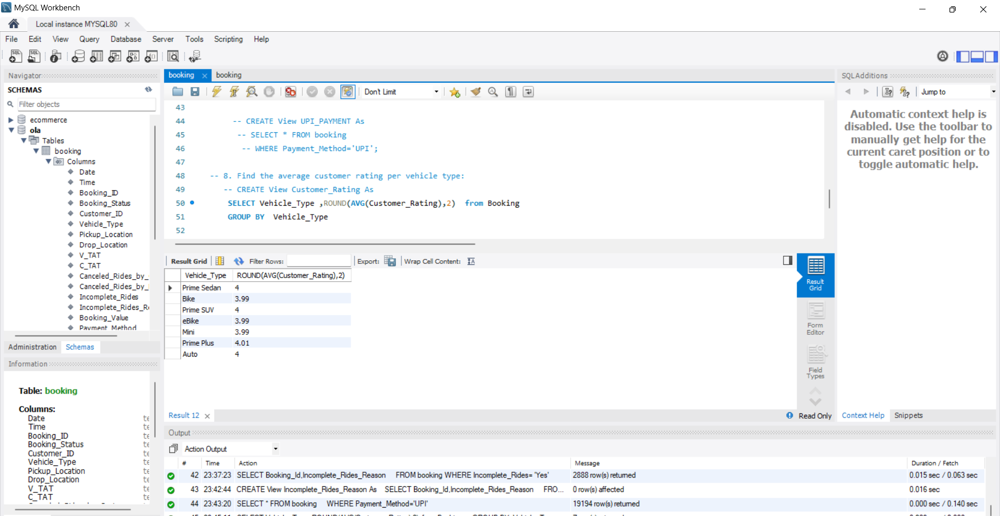 MySQL Workbench
Local instance MYSQL80
File Edit View Query Database Server Tools Scripting Help
Navigator
SCHEMAS
Filter objects
ecommerce
ola
Tables
booking
Columns
Date
Time
Booking_ID
Booking_Status
Customer_ID
Vehicle_Type
Pickup_Location
Drop_Location
V_TAT
C_TAT
Canceled_Rides_by_
Canceled_Rides_by_
Incomplete_Rides
Incomplete_Rides_R
Booking_Value
Payment_Method
Administration Schemas
Information
Table: booking
Columns:
Date te
Time te
Booking_ID te
Booking_Status te
Customer_ID te
Vehicle_Type te
Pickup_Location te
Drop_Location te
V_TAT te
C_TAT te
booking booking
Don't Limit
43
44 -- CREATE View UPI_PAYMENT As
45 -- SELECT * FROM booking
46 -- WHERE Payment_Method='UPI';
47
48 -- 8. Find the average customer rating per vehicle type:
49 -- CREATE View Customer_Rating As
50 SELECT Vehicle_Type ,ROUND(AVG(Customer_Rating),2) from Booking
51 GROUP BY Vehicle_Type
52
Result Grid Filter Rows: Export: Wrap Cell Content:
Vehicle_Type ROUND(AVG(Customer_Rating),2)
Prime Sedan 4
Bike 3.99
Prime SUV 4
eBike 3.99
Mini 3.99
Prime Plus 4.01
Auto 4
Result
Grid
Form
Editor
Field
Types
Result 12 Read Only
SQLAdditions
Jump to
Automatic context help is
disabled. Use the toolbar to
manually get help for the
current caret position or to
toggle automatic help.
Context Help Snippets
Output
Action Output
# Time Action Message Duration / Fetch
42 23:37:23 SELECT Booking_Id,Incomplete_Rides_Reason FROM booking WHERE Incomplete_Rides= 'Yes' 2888 row(s) returned 0.015 sec / 0.063 sec
43 23:42:44 CREATE View Incomplete_Rides_Reason As SELECT Booking_Id,Incomplete_Rides_Reason FRO... 0 row(s) affected 0.016 sec
44 23:43:20 SELECT * FROM booking WHERE Payment_Method='UPI' 19194 row(s) returned 0.000 sec / 0.140 sec